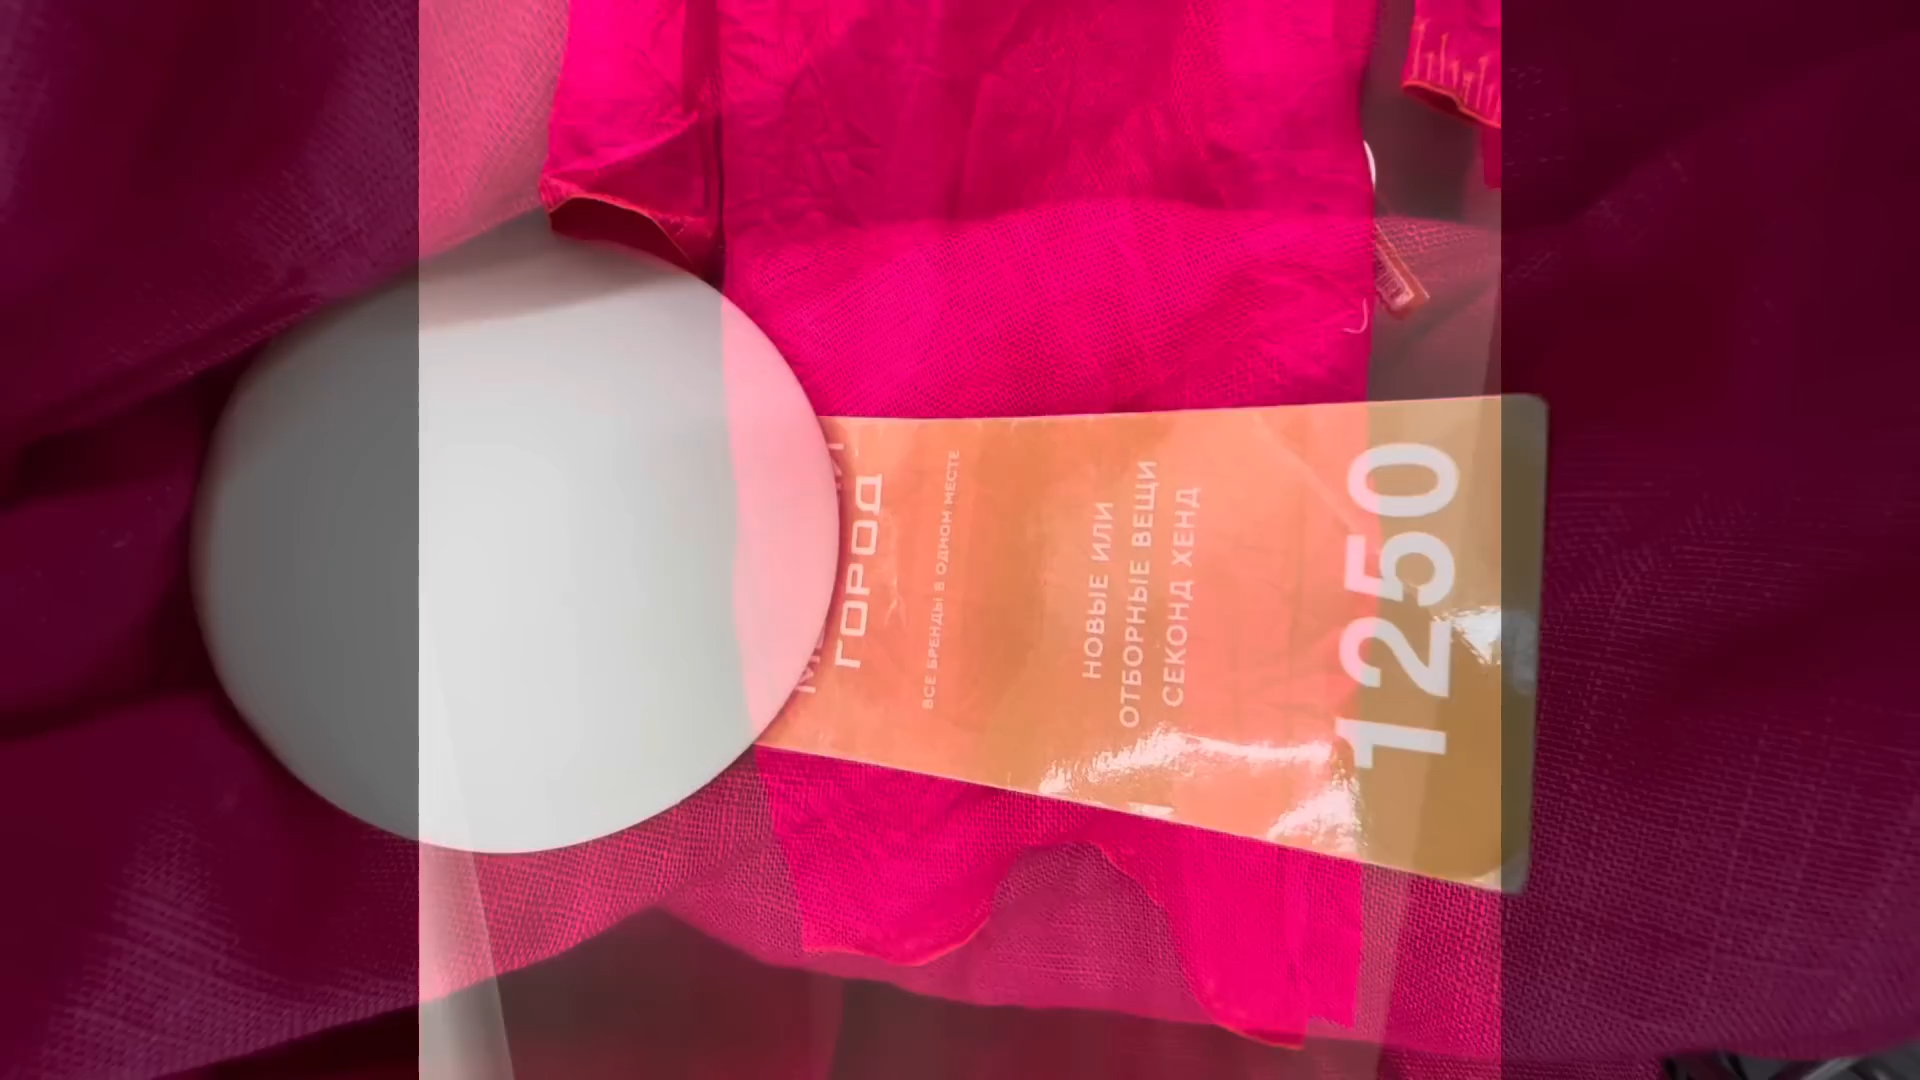 ГОРОД
ВСЕ БРЕНДЫ В ОДНОМ МЕСТЕ
НОВЫЕ ИЛИ
ОТБОРНЫЕ ВЕЩИ
СЕКОНД ХЕНД
1250